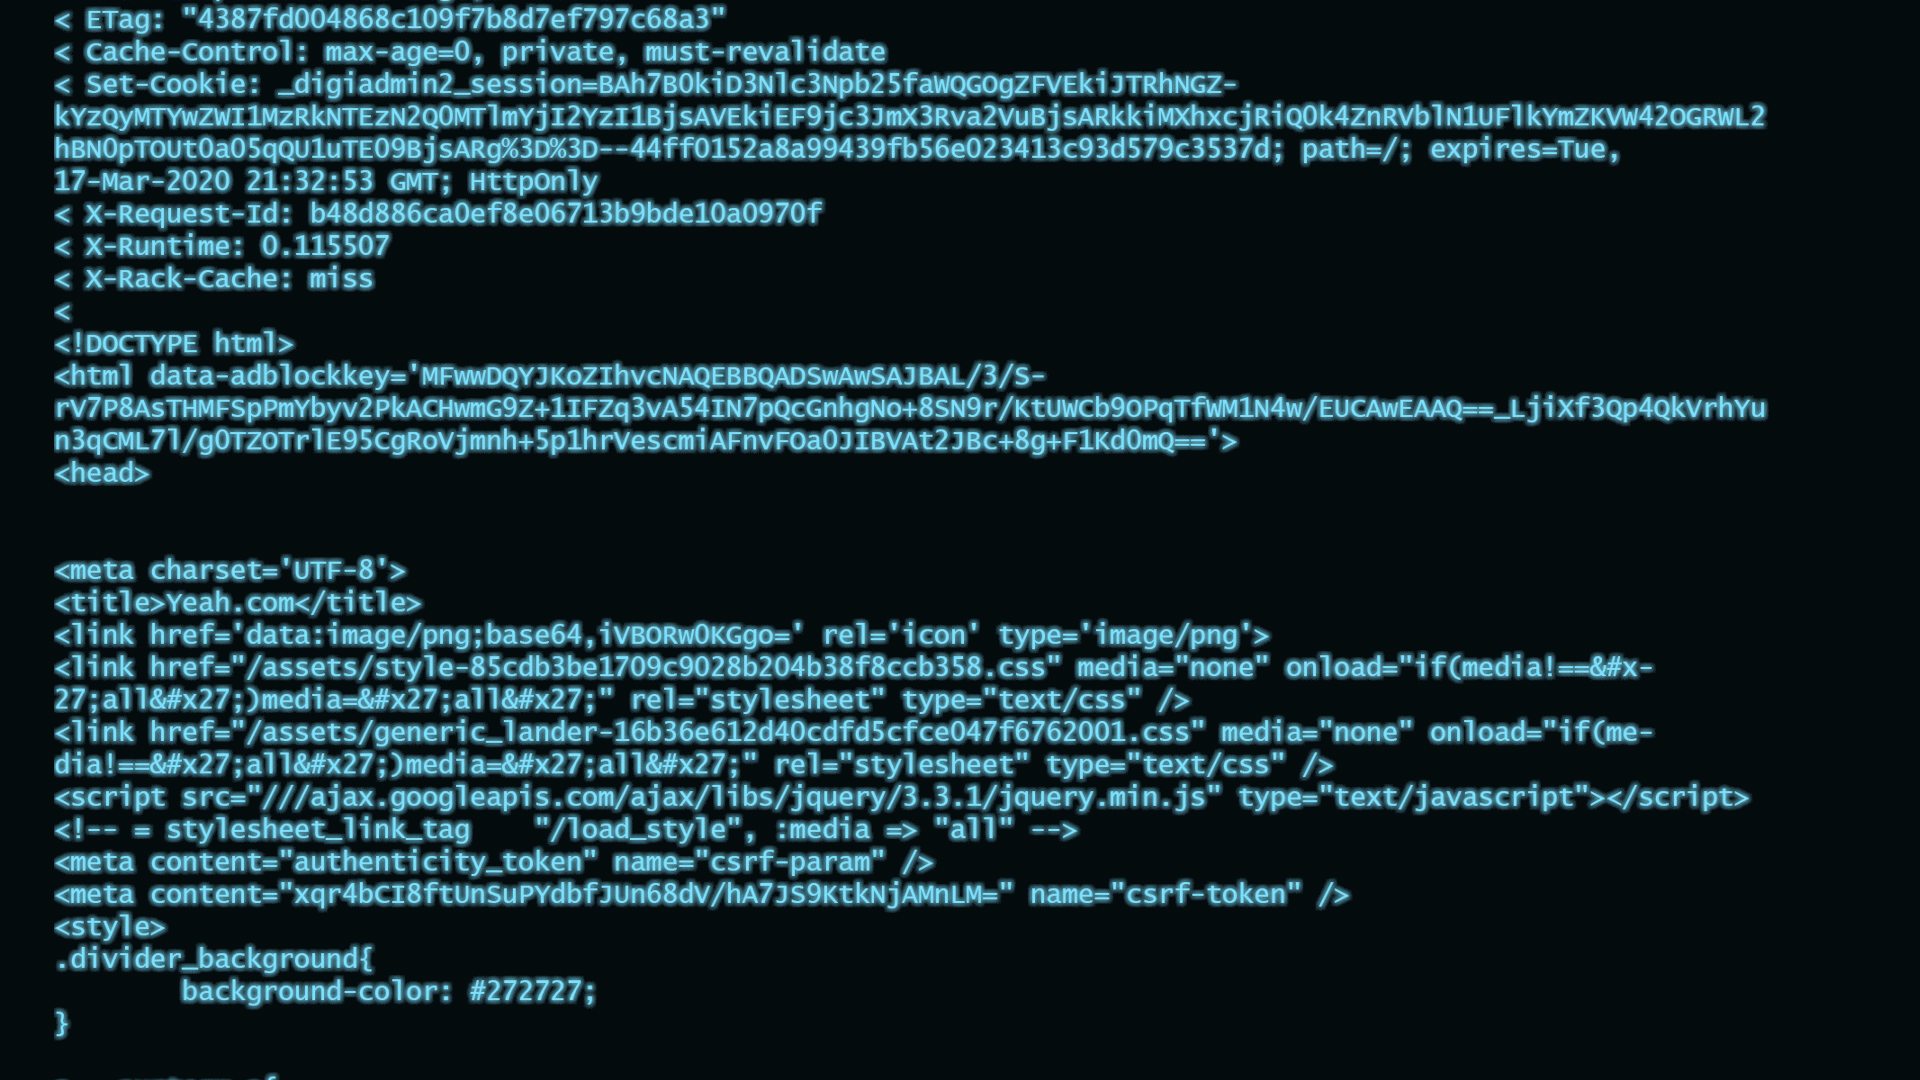 < ETag: "4387fd004868c109f7b8d7ef797c68a3"
< Cache-Control: max-age=0, private, must-revalidate
< Set-Cookie: _digiadmin2_session=BAh7B0kiD3Nlc3Npb25faWQGOgZFVEkiJTRhNGZ-
kYzQyMTYwZWI1MzRkNTEzN2Q0MTlmYjI2YzI1BjsAVEkiEF9jc3JmX3Rva2VuBjsARkkiMXhxcjRiQ0k4ZnRVblN1UFlkYmZKVW42OGRWL2
hBN0pTOUt0a05qQU1uTE09BjsARg%3D%3D--44ff0152a8a99439fb56e023413c93d579c3537d; path=/; expires=Tue,
17-Mar-2020 21:32:53 GMT; HttpOnly
< X-Request-Id: b48d886ca0ef8e06713b9bde10a0970f
< X-Runtime: 0.115507
< X-Rack-Cache: miss
<
<!DOCTYPE html>
<html data-adblockkey='MFwwDQYJKoZIhvcNAQEBBQADSwAwSAJBAL/3/S-
rV7P8AsTHMFSpPmYbyv2PkACHwmG9Z+1IFZq3vA54IN7pQcGnhgNo+8SN9r/KtUWCb9OPqTfWM1N4w/EUCAwEAAQ==_LjiXf3Qp4QkVrhYu
n3qCML7l/g0TZOTrlE95CgRoVjmnh+5p1hrVescmiAFnvFOa0JIBVAt2JBc+8g+F1Kd0mQ=='>
<head>
<meta charset='UTF-8'>
<title>Yeah.com</title>
<link href='data:image/png;base64,iVBORw0KGgo=' rel='icon' type='image/png'>
<link href="/assets/style-85cdb3be1709c9028b204b38f8ccb358.css" media="none" onload="if(media!==&#x-
27;all&#x27;)media=&#x27;all&#x27;" rel="stylesheet" type="text/css" />
<link href="/assets/generic_lander-16b36e612d40cdfd5cfce047f6762001.css" media="none" onload="if(me-
dia!==&#x27;all&#x27;)media=&#x27;all&#x27;" rel="stylesheet" type="text/css" />
<script src="///ajax.googleapis.com/ajax/libs/jquery/3.3.1/jquery.min.js" type="text/javascript"></script>
<!-- = stylesheet_link_tag    "/load_style", :media => "all" -->
<meta content="authenticity_token" name="csrf-param" />
<meta content="xqr4bCI8ftUnSuPYdbfJUn68dV/hA7JS9KtkNjAMnLM=" name="csrf-token" />
<style>
.divider_background{
        background-color: #272727;
}